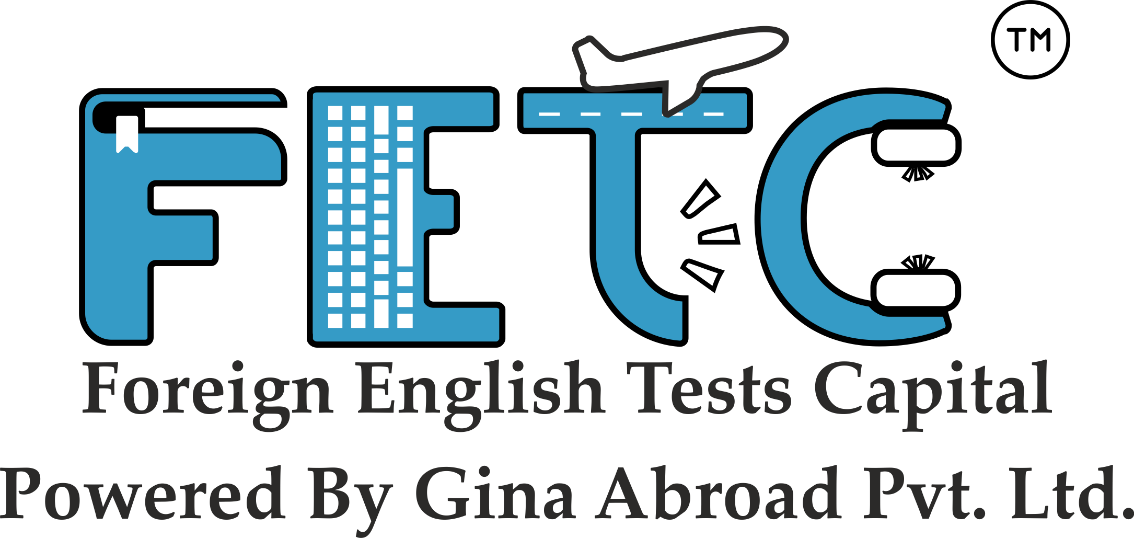 TM
FETC
Foreign English Tests Capital
Powered By Gina Abroad Pvt. Ltd.